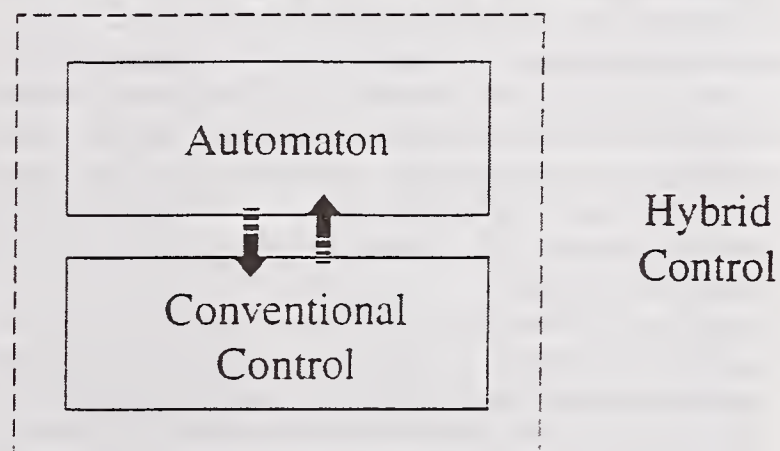 Automaton
Conventional
Control
Hybrid
Control